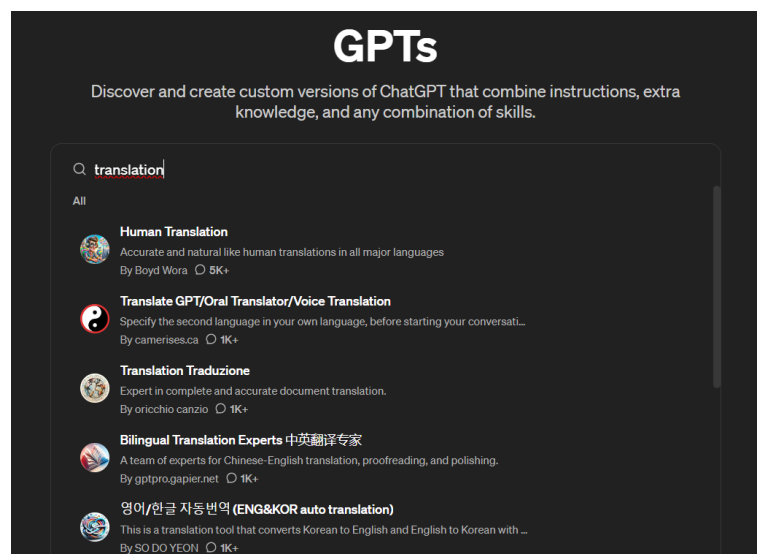 GPTs
Discover and create custom versions of ChatGPT that combine instructions, extra
knowledge, and any combination of skills.
translation
All
Human Translation
Accurate and natural like human translations in all major languages
By Boyd Wora 5K+
Translate GPT/Oral Translator/Voice Translation
Specify the second language in your own language, before starting your conversati...
By camerises.ca 1K+
Translation Traduzione
Expert in complete and accurate document translation.
By oricchio canzio 1K+
Bilingual Translation Experts 中英翻译专家
A team of experts for Chinese-English translation, proofreading, and polishing.
By gptpro.gapier.net 1K+
영어/한글 자동번역 (ENG&KOR auto translation)
This is a translation tool that converts Korean to English and English to Korean with ...
By SO DO YEON 1K+